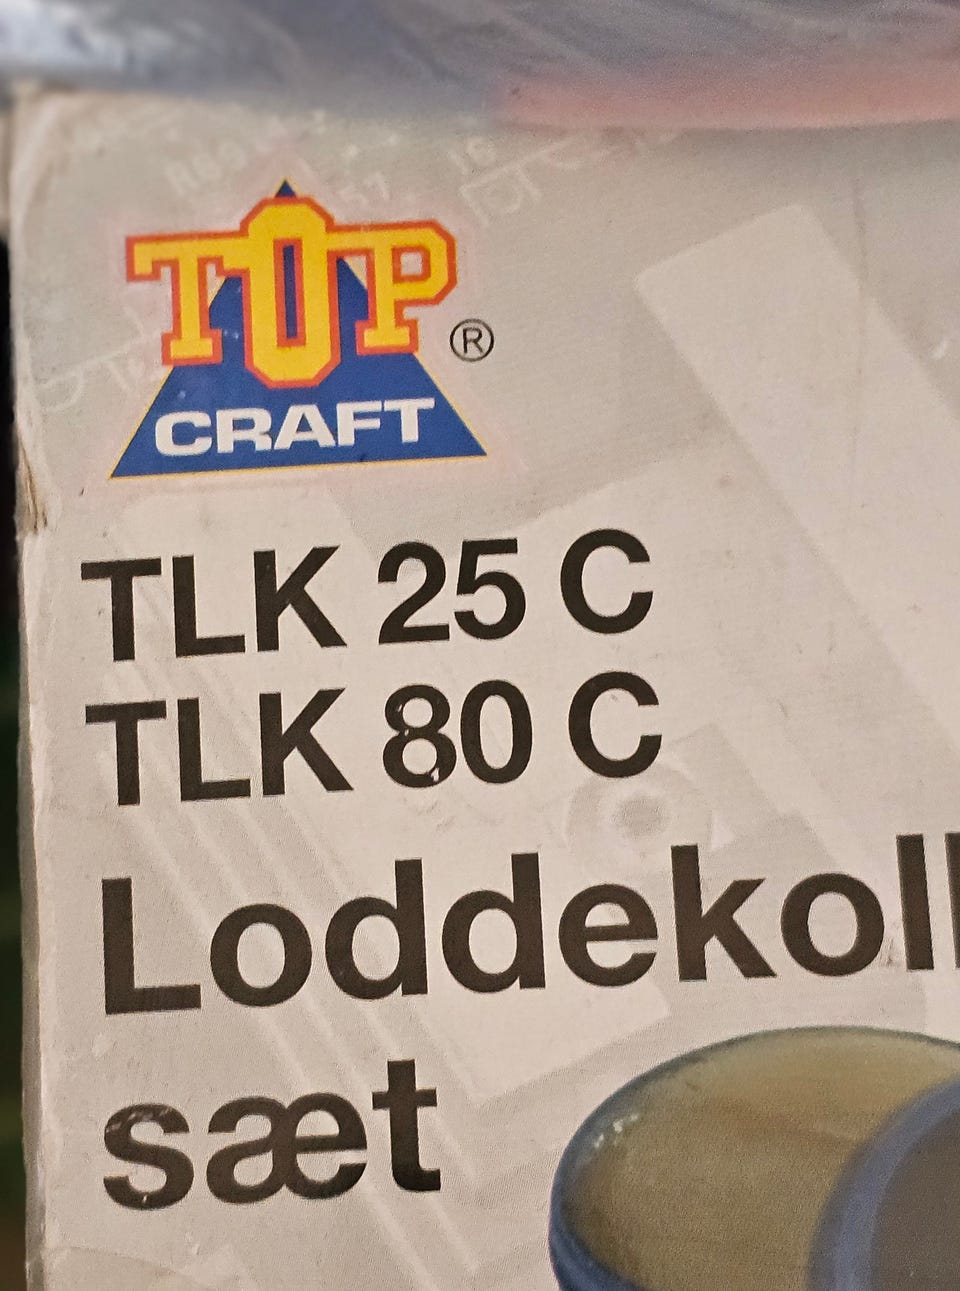 TOP
CRAFT
®
TLK 25 C
TLK 80 C
Loddekoll
sæt